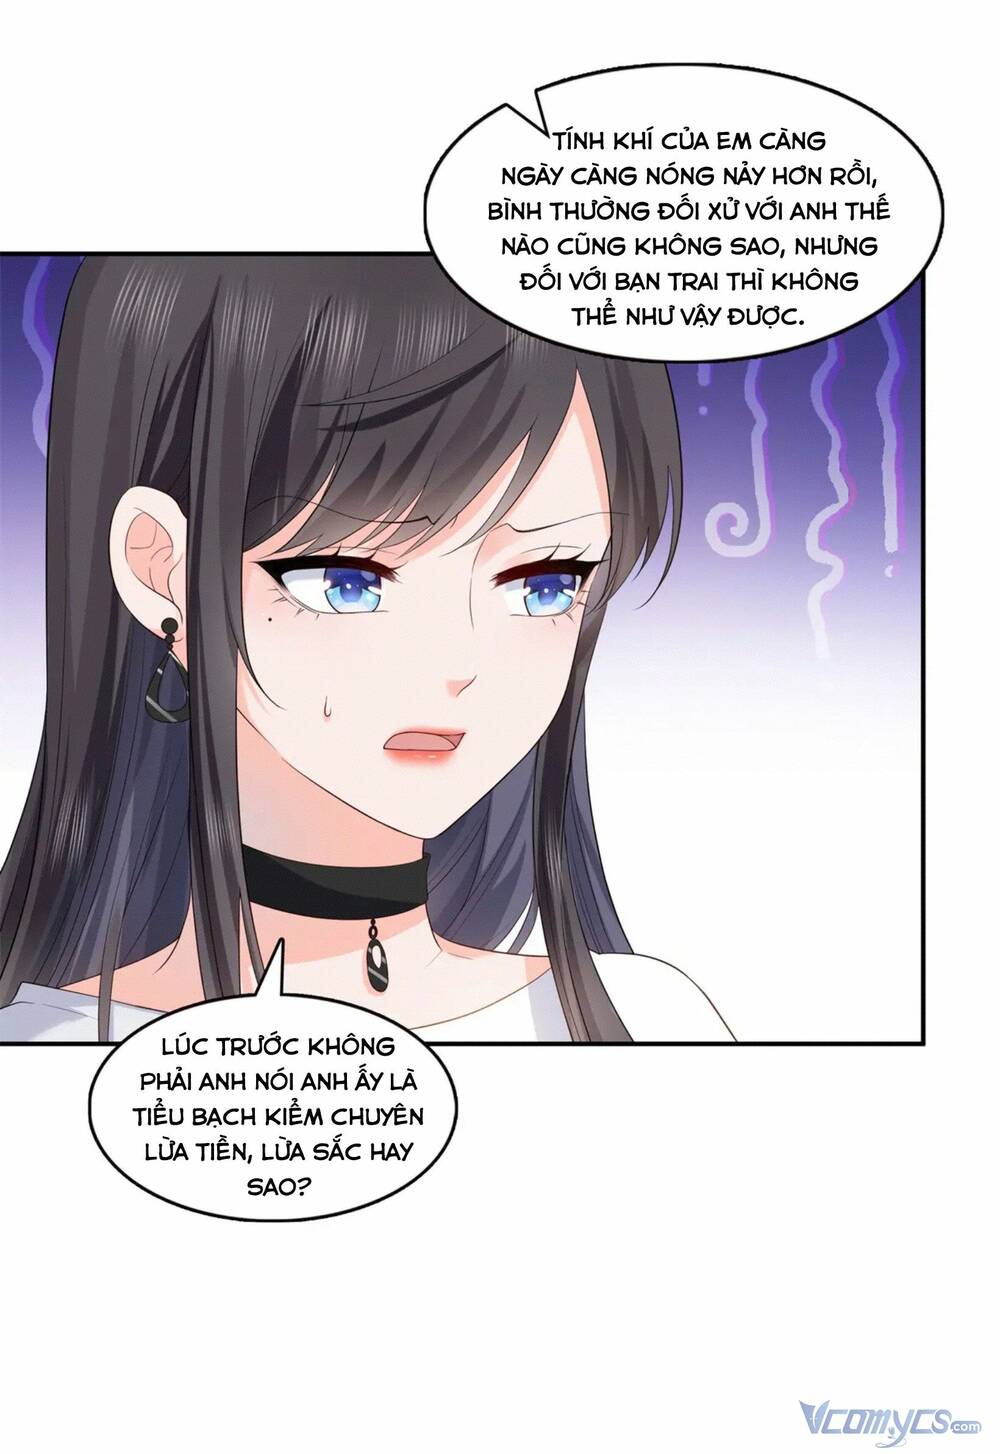 TÍNH KHÍ CỦA EM CÀNG
NGÀY CÀNG NÓNG NẢY HƠN RỒI,
BÌNH THƯỜNG ĐỐI XỬ VỚI ANH THẾ
NÀO CŨNG KHÔNG SAO, NHƯNG
ĐỐI VỚI BẠN TRAI THÌ KHÔNG
THỂ NHƯ VẬY ĐƯỢC.
LÚC TRƯỚC KHÔNG
PHẢI ANH NÓI ANH ẤY LÀ
TIỂU BẠCH KIỂM CHUYÊN
LỪA TIỀN, LỪA SẮC HAY
SAO?
VCOMYCS.com